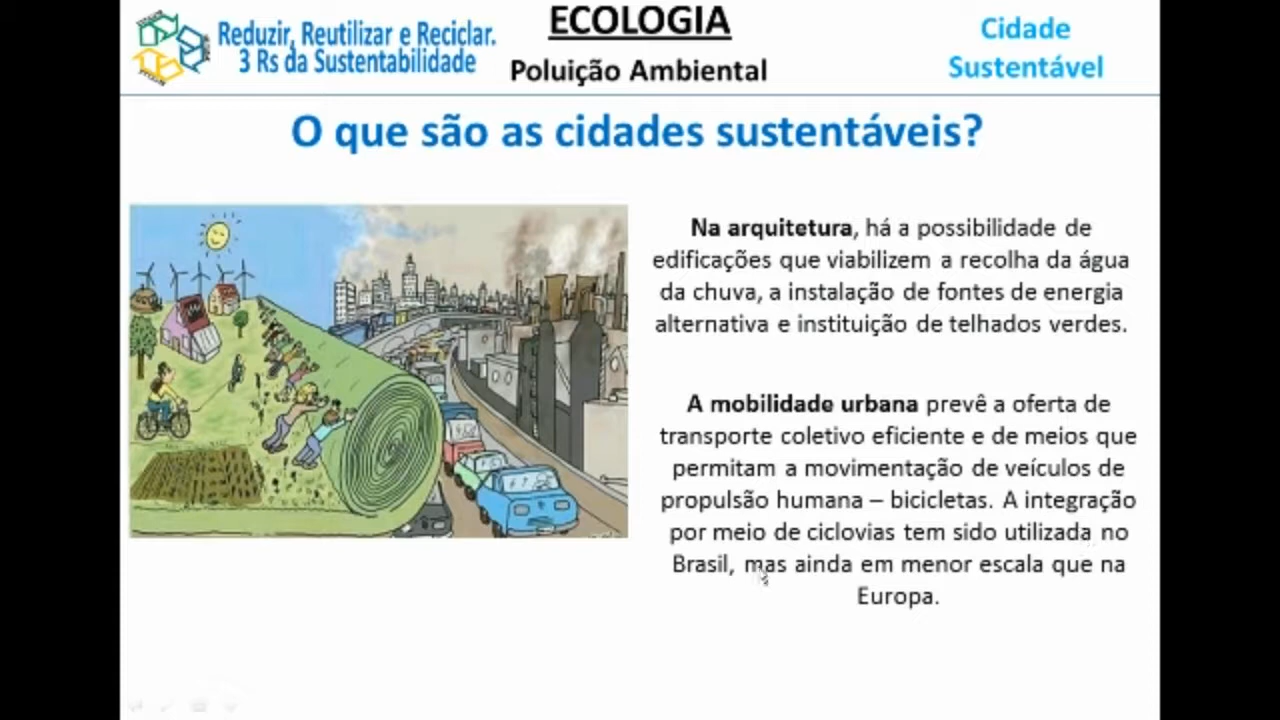 Reduzir, Reutilizar e Reciclar.
3 Rs da Sustentabilidade
ECOLOGIA
Poluição Ambiental
Cidade
Sustentável
O que são as cidades sustentáveis?
Na arquitetura, há a possibilidade de
edificações que viabilizem a recolha da água
da chuva, a instalação de fontes de energia
alternativa e instituição de telhados verdes.
A mobilidade urbana prevê a oferta de
transporte coletivo eficiente e de meios que
permitam a movimentação de veículos de
propulsão humana – bicicletas. A integração
por meio de ciclovias tem sido utilizada no
Brasil, mas ainda em menor escala que na
Europa.